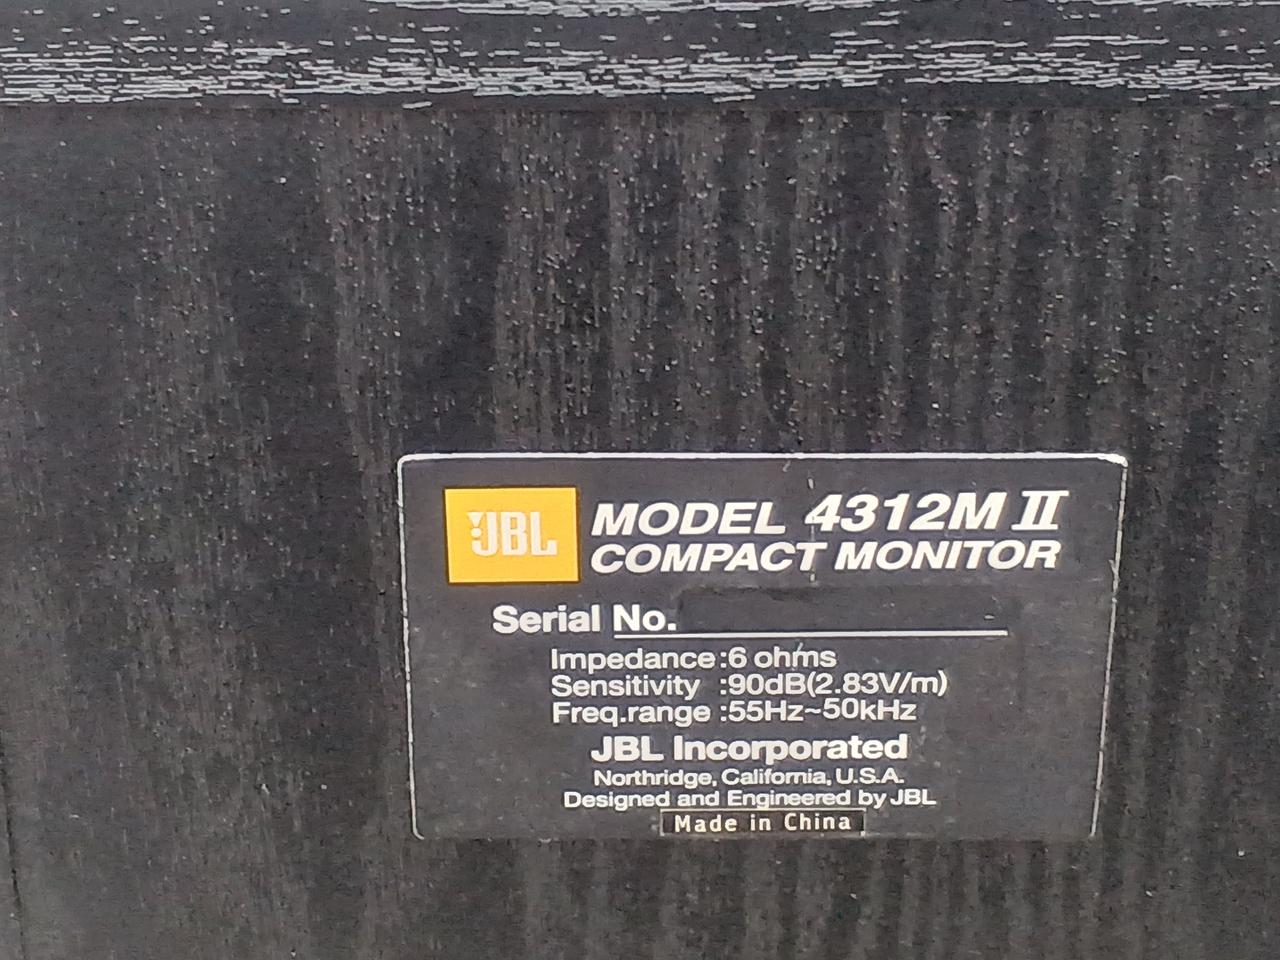 JBL
MODEL 4312M II
COMPACT MONITOR
Serial No.
Impedance :6 ohms
Sensitivity :90dB(2.83V/m)
Freq.range :55Hz~50kHz
JBL Incorporated
Northridge, California, U.S.A.
Designed and Engineered by JBL
Made in China